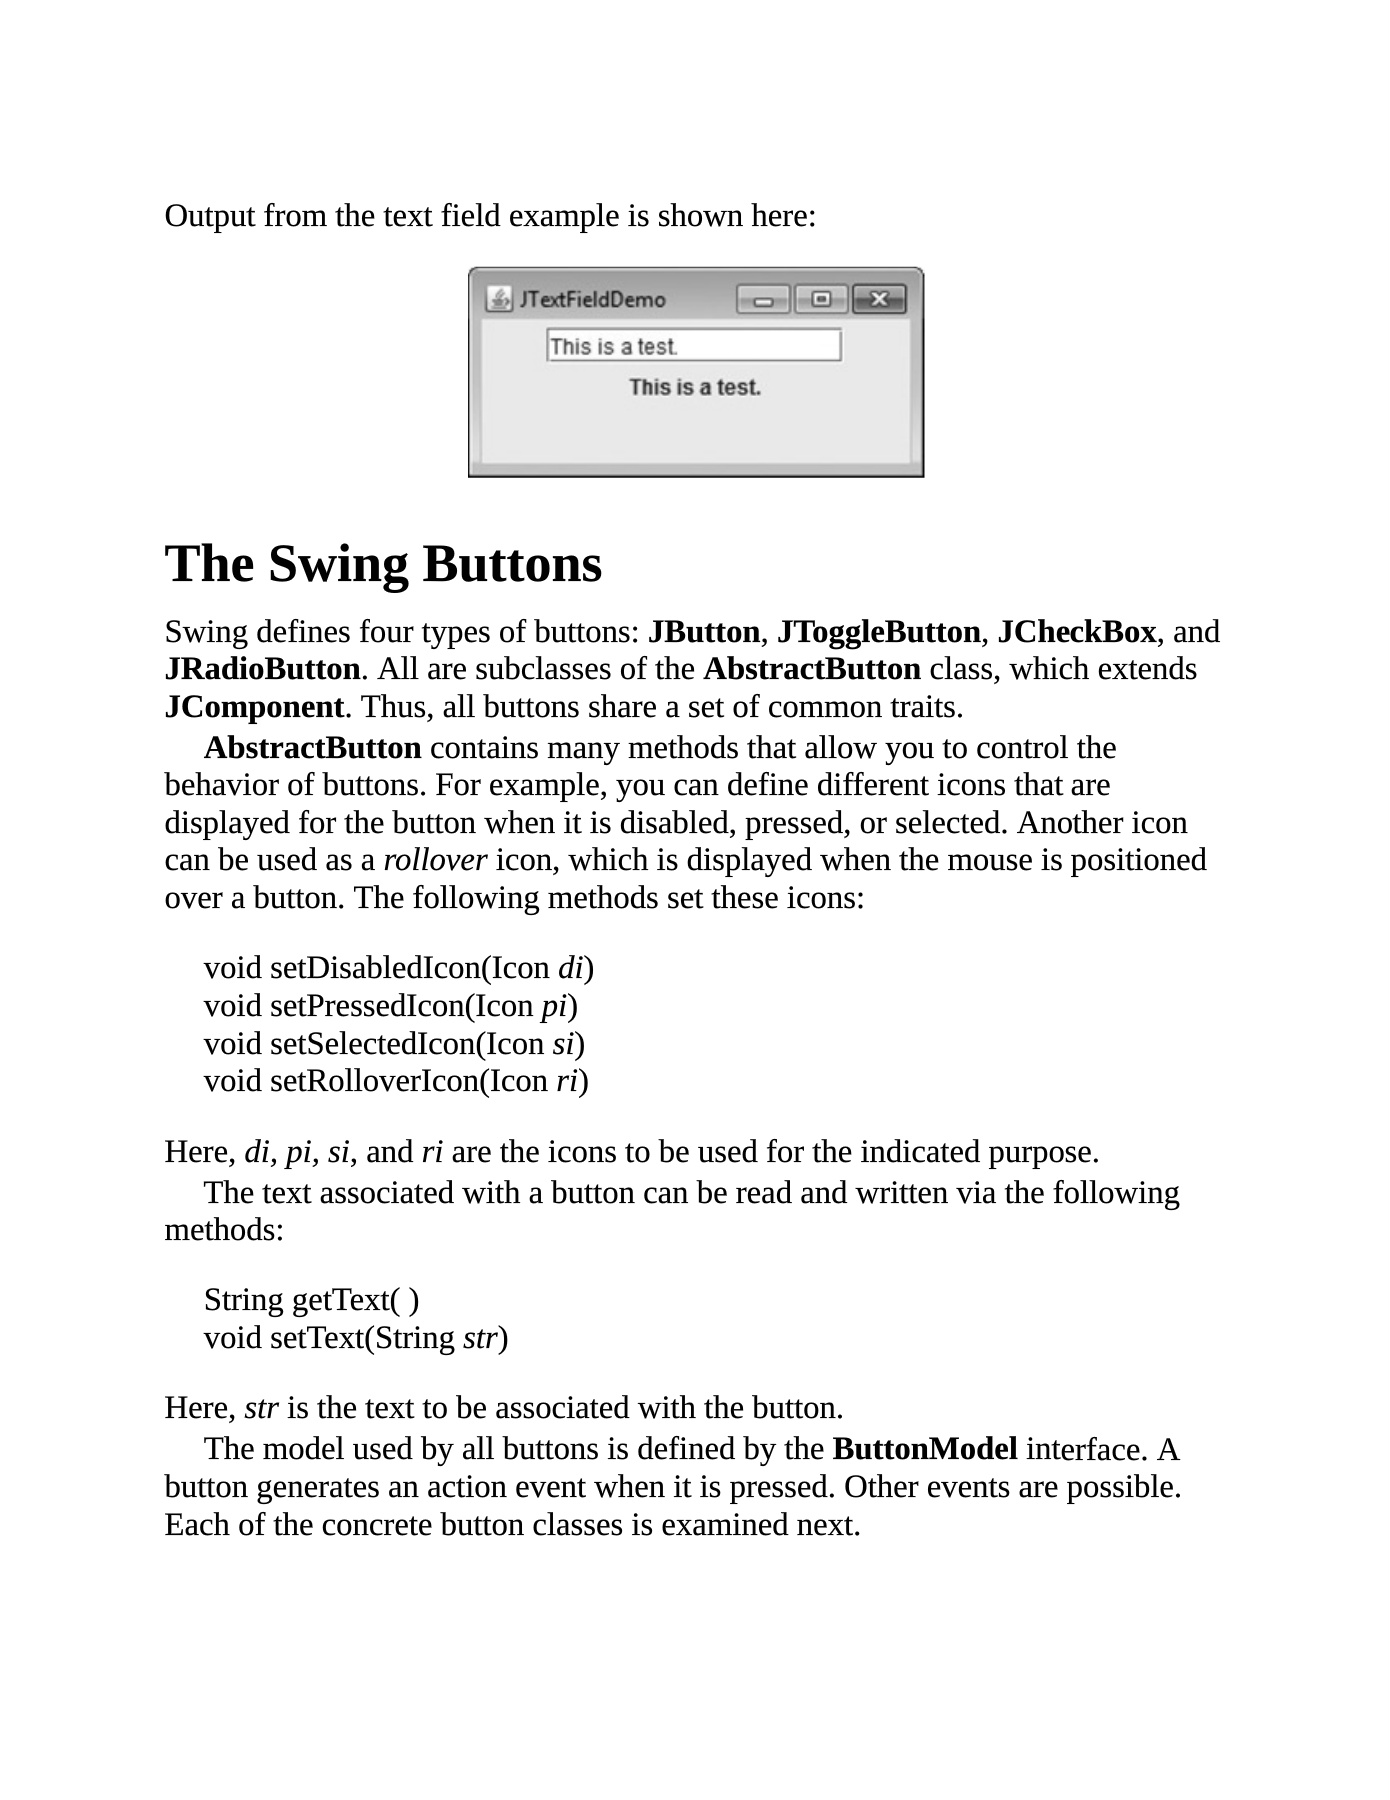 Output from the text field example is shown here:
JTextFieldDemo
This is a test.
This is a test.
The Swing Buttons
Swing defines four types of buttons: JButton, JToggleButton, JCheckBox, and
JRadioButton. All are subclasses of the AbstractButton class, which extends
JComponent. Thus, all buttons share a set of common traits.
AbstractButton contains many methods that allow you to control the
behavior of buttons. For example, you can define different icons that are
displayed for the button when it is disabled, pressed, or selected. Another icon
can be used as a rollover icon, which is displayed when the mouse is positioned
over a button. The following methods set these icons:
void setDisabledIcon(Icon di)
void setPressedIcon(Icon pi)
void setSelectedIcon(Icon si)
void setRolloverIcon(Icon ri)
Here, di, pi, si, and ri are the icons to be used for the indicated purpose.
The text associated with a button can be read and written via the following
methods:
String getText( )
void setText(String str)
Here, str is the text to be associated with the button.
The model used by all buttons is defined by the ButtonModel interface. A
button generates an action event when it is pressed. Other events are possible.
Each of the concrete button classes is examined next.